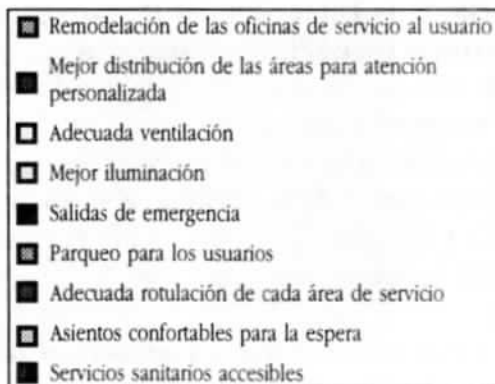 Remodelación de las oficinas de servicio al usuario
Mejor distribución de las áreas para atención
personalizada
Adecuada ventilación
Mejor iluminación
Salidas de emergencia
Parqueo para los usuarios
Adecuada rotulación de cada área de servicio
Asientos confortables para la espera
Servicios sanitarios accesibles